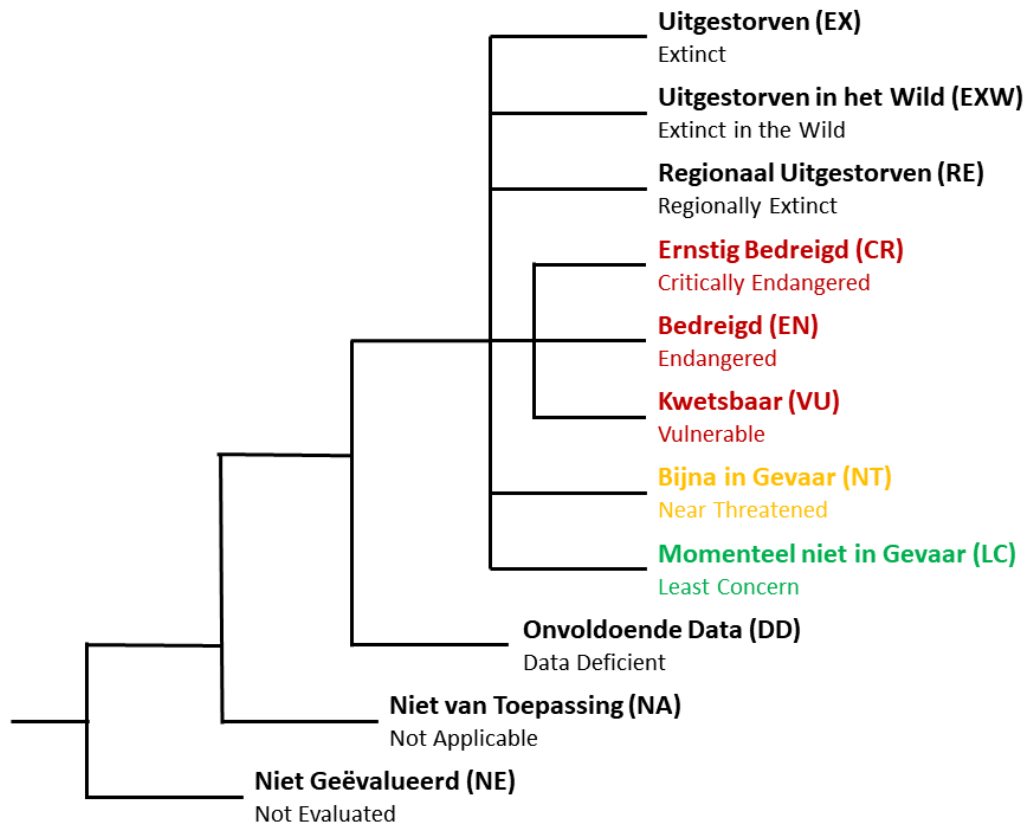 Uitgestorven (EX)
Extinct
Uitgestorven in het Wild (EXW)
Extinct in the Wild
Regionaal Uitgestorven (RE)
Regionally Extinct
Ernstig Bedreigd (CR)
Critically Endangered
Bedreigd (EN)
Endangered
Kwetsbaar (VU)
Vulnerable
Bijna in Gevaar (NT)
Near Threatened
Momenteel niet in Gevaar (LC)
Least Concern
Onvoldoende Data (DD)
Data Deficient
Niet van Toepassing (NA)
Not Applicable
Niet Geëvalueerd (NE)
Not Evaluated